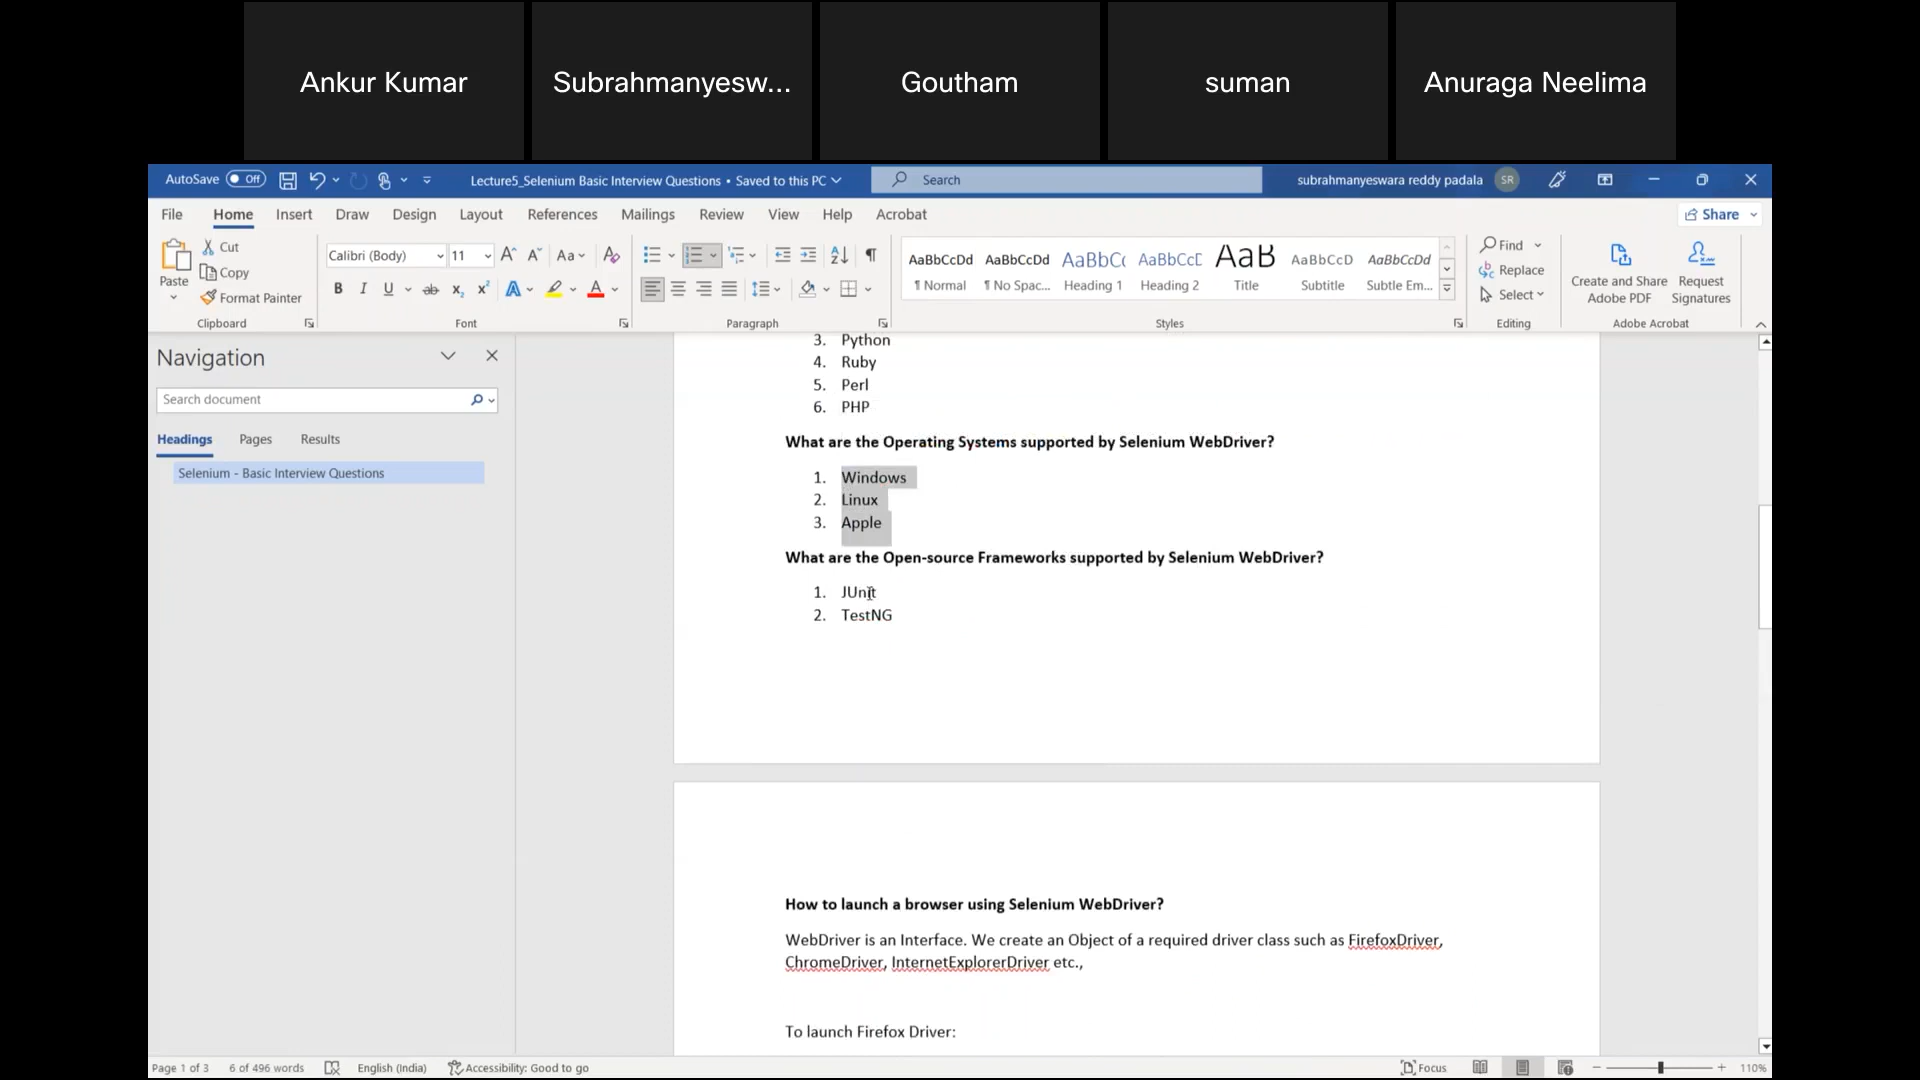 Ankur Kumar
Subrahmanyesw...
Goutham
suman
Anuraga Neelima
AutoSave Off
Lecture5_Selenium Basic Interview Questions • Saved to this PC
Search
subrahmanyeswara reddy padala SR
File Home Insert Draw Design Layout References Mailings Review View Help Acrobat
Share
Paste
Cut
Copy
Format Painter
Clipboard
Calibri (Body) 11
Font
Paragraph
AaBbCcDd AaBbCcDd AaBbCc AaBbCcD AaB AaBbCcD AaBbCcDd
¶ Normal ¶ No Spac... Heading 1 Heading 2 Title Subtitle Subtle Em...
Styles
Find
Replace
Select
Editing
Create and Share
Adobe PDF
Request
Signatures
Adobe Acrobat
Navigation
Search document
Headings Pages Results
Selenium - Basic Interview Questions
3. Python
4. Ruby
5. Perl
6. PHP
What are the Operating Systems supported by Selenium WebDriver?
1. Windows
2. Linux
3. Apple
What are the Open-source Frameworks supported by Selenium WebDriver?
1. JUnit
2. TestNG
How to launch a browser using Selenium WebDriver?
WebDriver is an Interface. We create an Object of a required driver class such as FirefoxDriver,
ChromeDriver, InternetExplorerDriver etc.,
To launch Firefox Driver:
Page 1 of 3 6 of 496 words English (India) Accessibility: Good to go
Focus
110%